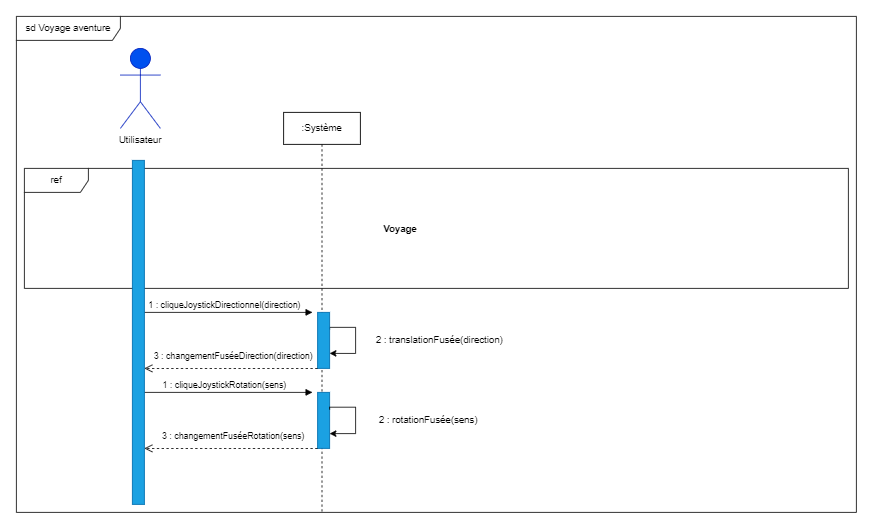 sd Voyage aventure
Utilisateur
:Système
ref
Voyage
1 : cliqueJoystickDirectionnel(direction)
2 : translationFusée(direction)
3 : changementFuséeDirection(direction)
1 : cliqueJoystickRotation(sens)
2 : rotationFusée(sens)
3 : changementFuséeRotation(sens)